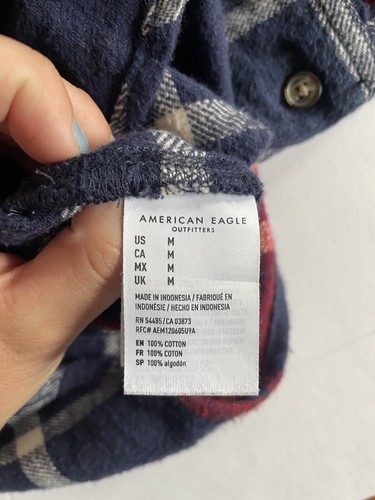 AMERICAN EAGLE
OUTFITTERS
US M
CA M
MX M
UK M
MADE IN INDONESIA / FABRIQUÉ EN
INDONÉSIE / HECHO EN INDONESIA
RN 54485/CA 03873
RFC# AEM120605U9A
EN 100% COTTON
FR 100% COTON
SP 100% algodón